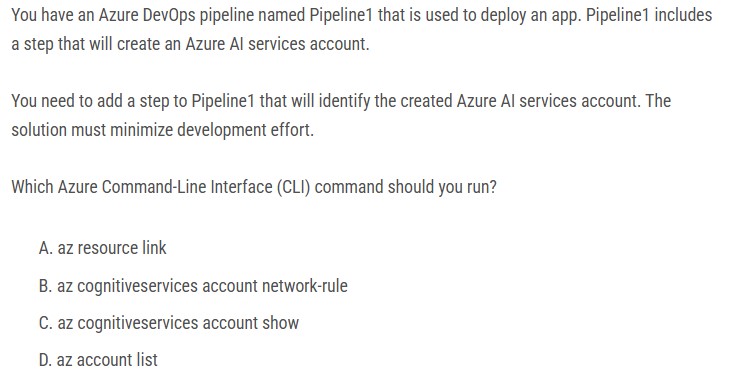 You have an Azure DevOps pipeline named Pipeline1 that is used to deploy an app. Pipeline1 includes
a step that will create an Azure AI services account.
You need to add a step to Pipeline1 that will identify the created Azure AI services account. The
solution must minimize development effort.
Which Azure Command-Line Interface (CLI) command should you run?
A. az resource link
B. az cognitiveservices account network-rule
C. az cognitiveservices account show
D. az account list